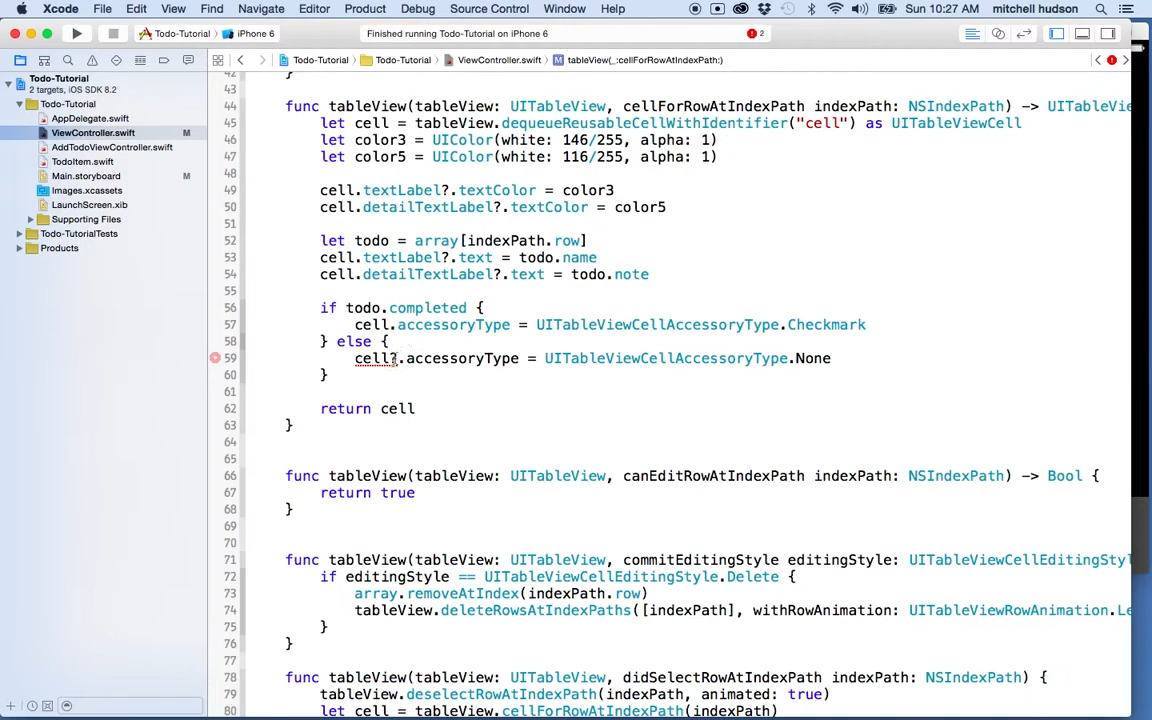 Xcode File Edit View Find Navigate Editor Product Debug Source Control Window Help Sun 10:27 AM mitchell hudson
Todo-Tutorial iPhone 6 Finished running Todo-Tutorial on iPhone 6 2
Todo-Tutorial Todo-Tutorial ViewController.swift tableView(_:cellForRowAtIndexPath:)
Todo-Tutorial
2 targets, iOS SDK 8.2
Todo-Tutorial
AppDelegate.swift
ViewController.swift M
AddTodoViewController.swift
TodoItem.swift
Main.storyboard M
Images.xcassets
LaunchScreen.xib
Supporting Files
Todo-TutorialTests
Products
42 }
43
44 func tableView(tableView: UITableView, cellForRowAtIndexPath indexPath: NSIndexPath) -> UITableVie
45 let cell = tableView.dequeueReusableCellWithIdentifier("cell") as UITableViewCell
46 let color3 = UIColor(white: 146/255, alpha: 1)
47 let color5 = UIColor(white: 116/255, alpha: 1)
48
49 cell.textLabel?.textColor = color3
50 cell.detailTextLabel?.textColor = color5
51
52 let todo = array[indexPath.row]
53 cell.textLabel?.text = todo.name
54 cell.detailTextLabel?.text = todo.note
55
56 if todo.completed {
57 cell.accessoryType = UITableViewCellAccessoryType.Checkmark
58 } else {
59 cell?.accessoryType = UITableViewCellAccessoryType.None
60 }
61
62 return cell
63 }
64
65
66 func tableView(tableView: UITableView, canEditRowAtIndexPath indexPath: NSIndexPath) -> Bool {
67 return true
68 }
69
70
71 func tableView(tableView: UITableView, commitEditingStyle editingStyle: UITableViewCellEditingStyl
72 if editingStyle == UITableViewCellEditingStyle.Delete {
73 array.removeAtIndex(indexPath.row)
74 tableView.deleteRowsAtIndexPaths([indexPath], withRowAnimation: UITableViewRowAnimation.Le
75 }
76 }
77
78 func tableView(tableView: UITableView, didSelectRowAtIndexPath indexPath: NSIndexPath) {
79 tableView.deselectRowAtIndexPath(indexPath, animated: true)
80 let cell = tableView.cellForRowAtIndexPath(indexPath)